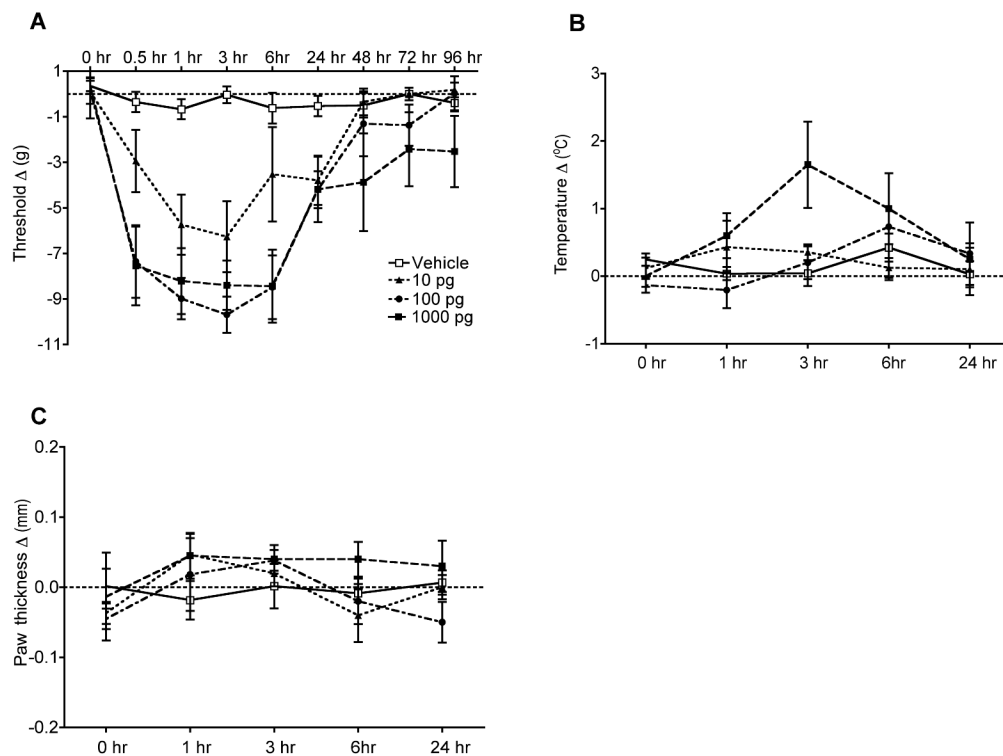 A
0 hr 0.5 hr 1 hr 3 hr 6hr 24 hr 48 hr 72 hr 96 hr
1
-1
-3
-5
-7
-9
-11
Threshold Δ (g)
Vehicle
10 pg
100 pg
1000 pg
B
3
2
1
0
-1
Temperature Δ (⁰C)
0 hr 1 hr 3 hr 6hr 24 hr
C
0.2
0.1
0.0
-0.1
-0.2
Paw thickness Δ (mm)
0 hr 1 hr 3 hr 6hr 24 hr